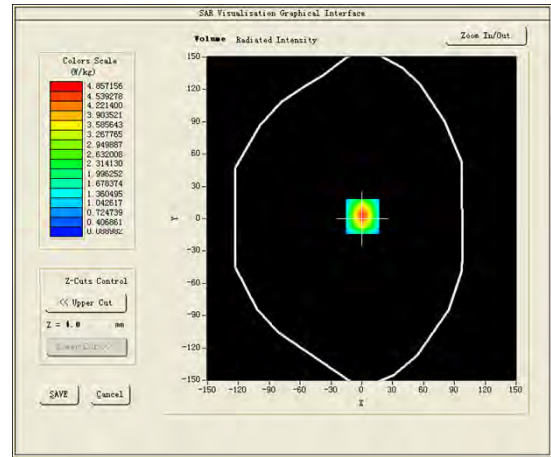 SAR Visualisation Graphical Interface
Volume Radiated Intensity
Zoom In/Out
Colors Scale
(W/kg)
4.857156
4.539278
4.221400
3.903521
3.585643
3.267765
2.949887
2.632008
2.314130
1.996252
1.678374
1.360495
1.042617
0.724739
0.406861
0.088982
Z-Cuts Control
<< Upper Cut
Z = 4.0 mm
SAVE Cancel
150
120
90
60
30
0
-30
-60
-90
-120
-150
Y
-150 -120 -90 -60 -30 0 30 60 90 120 150
X